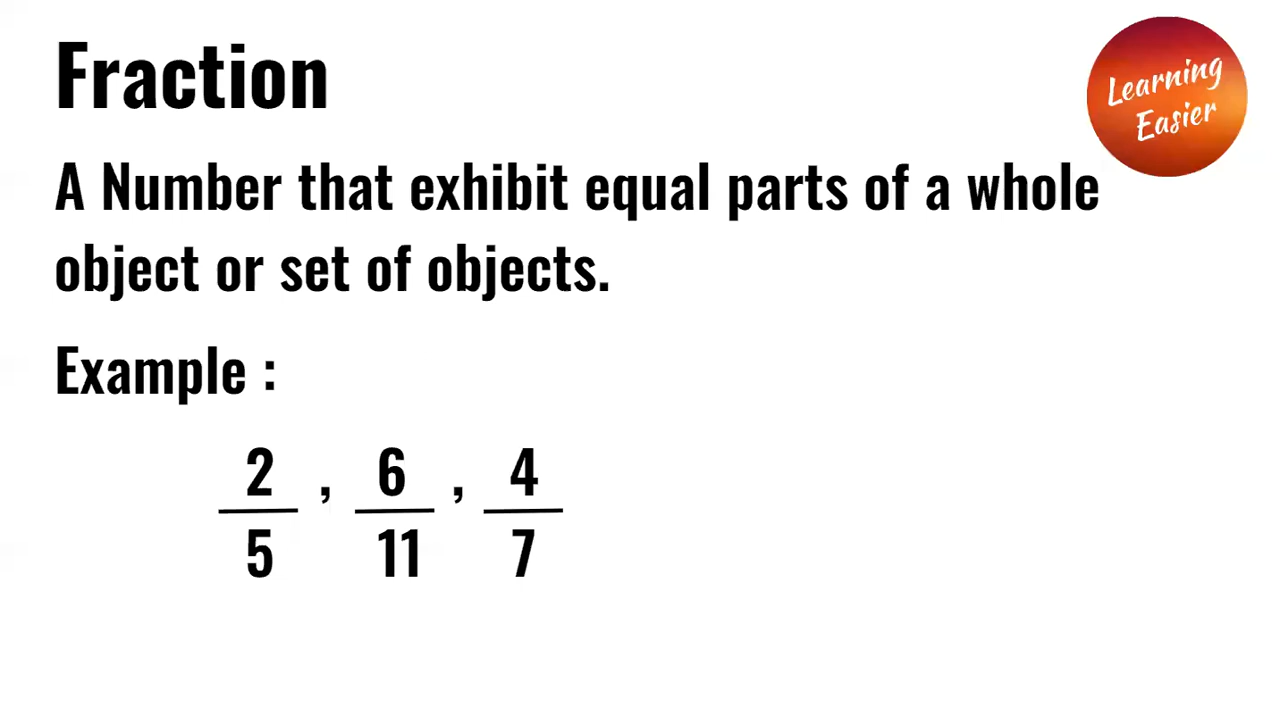 Fraction
Learning
Easier
A Number that exhibit equal parts of a whole
object or set of objects.
Example :
2 , 6 , 4
5 11 7